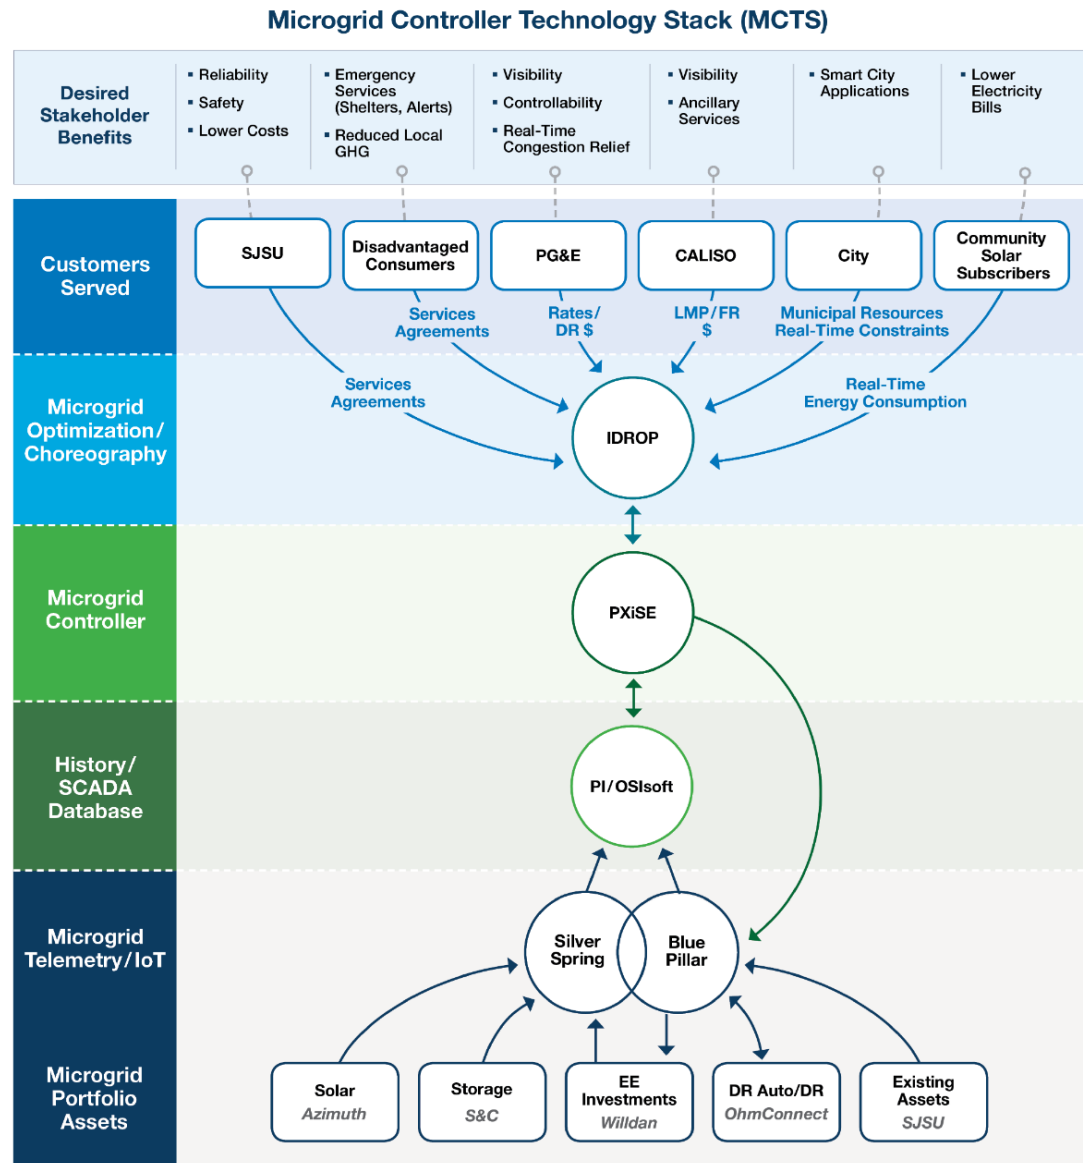 Microgrid Controller Technology Stack (MCTS)
Desired
Stakeholder
Benefits
▪ Reliability
▪ Safety
▪ Lower Costs
▪ Emergency
Services
(Shelters, Alerts)
▪ Reduced Local
GHG
▪ Visibility
▪ Controllability
▪ Real-Time
Congestion Relief
▪ Visibility
▪ Ancillary
Services
▪ Smart City
Applications
▪ Lower
Electricity
Bills
Customers
Served
SJSU
Disadvantaged
Consumers
PG&E
CALISO
City
Community
Solar
Subscribers
Services
Agreements
Rates/
DR $
LMP/FR
$
Municipal Resources
Real-Time Constraints
Microgrid
Optimization/
Choreography
Services
Agreements
IDROP
Real-Time
Energy Consumption
Microgrid
Controller
PXiSE
History/
SCADA
Database
PI/OSIsoft
Microgrid
Telemetry/IoT
Silver
Spring
Blue
Pillar
Microgrid
Portfolio
Assets
Solar
Azimuth
Storage
S&C
EE
Investments
Willdan
DR Auto/DR
OhmConnect
Existing
Assets
SJSU